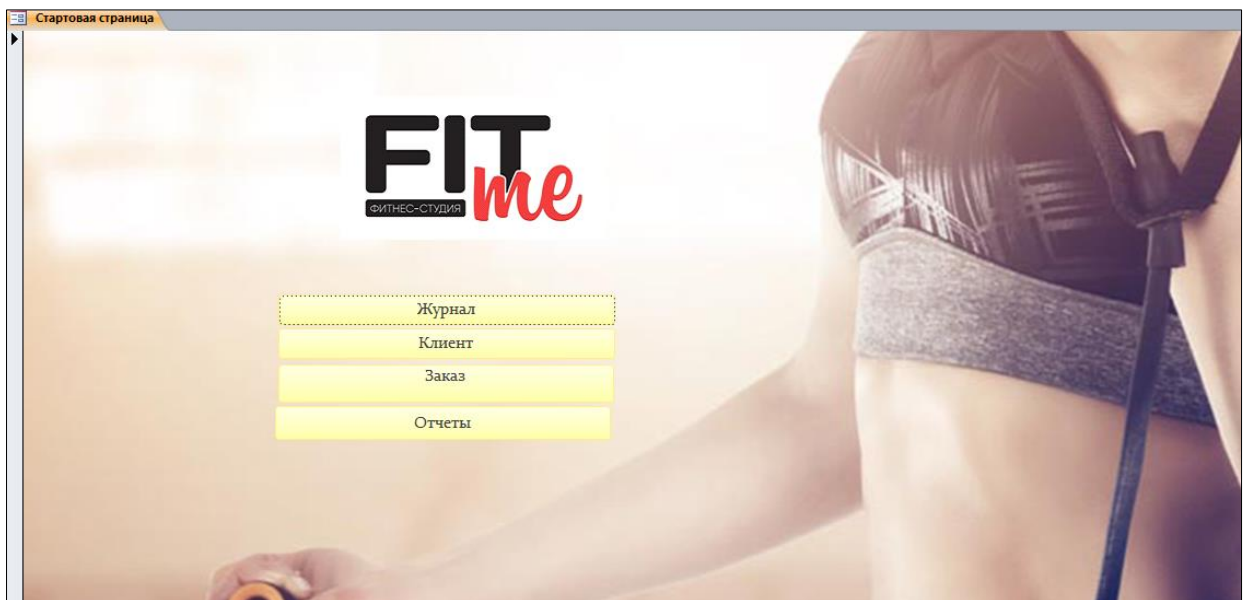 Стартовая страница
FIT
me
ФИТНЕС-СТУДИЯ
Журнал
Клиент
Заказ
Отчеты